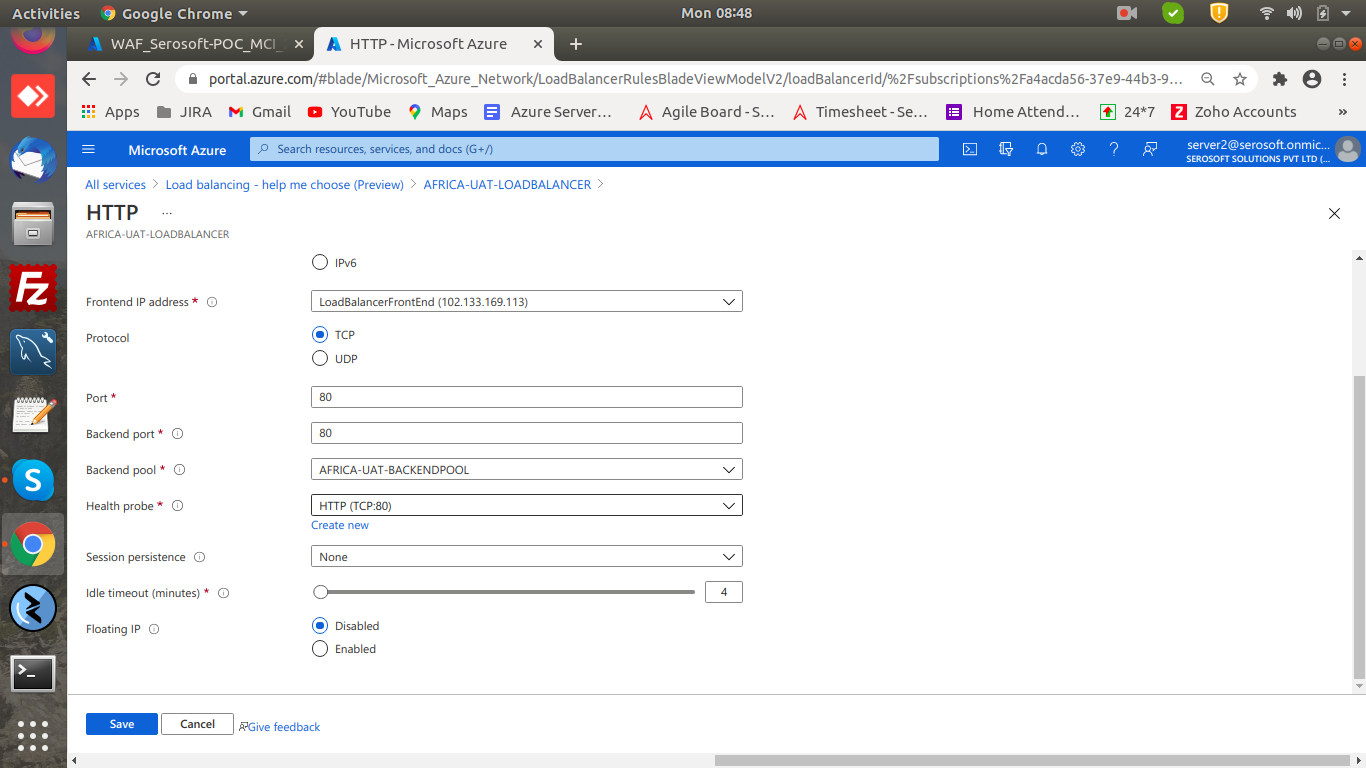 Activities Google Chrome Mon 08:48
WAF_Serosoft-POC_MCI_ HTTP - Microsoft Azure
portal.azure.com/#blade/Microsoft_Azure_Network/LoadBalancerRulesBladeViewModelV2/loadBalancerId/%2Fsubscriptions%2Fa4acda56-37e9-44b3-9...
Apps JIRA Gmail YouTube Maps Azure Server... Agile Board - S... Timesheet - Se... Home Attend... 24*7 Zoho Accounts »
Microsoft Azure Search resources, services, and docs (G+/) server2@serosoft.onmic...
SEROSOFT SOLUTIONS PVT LTD (...
All services > Load balancing - help me choose (Preview) > AFRICA-UAT-LOADBALANCER >
HTTP ...
AFRICA-UAT-LOADBALANCER
IPv6
Frontend IP address * LoadBalancerFrontEnd (102.133.169.113)
Protocol TCP
UDP
Port * 80
Backend port * 80
Backend pool * AFRICA-UAT-BACKENDPOOL
Health probe * HTTP (TCP:80)
Create new
Session persistence None
Idle timeout (minutes) * 4
Floating IP Disabled
Enabled
Save Cancel Give feedback